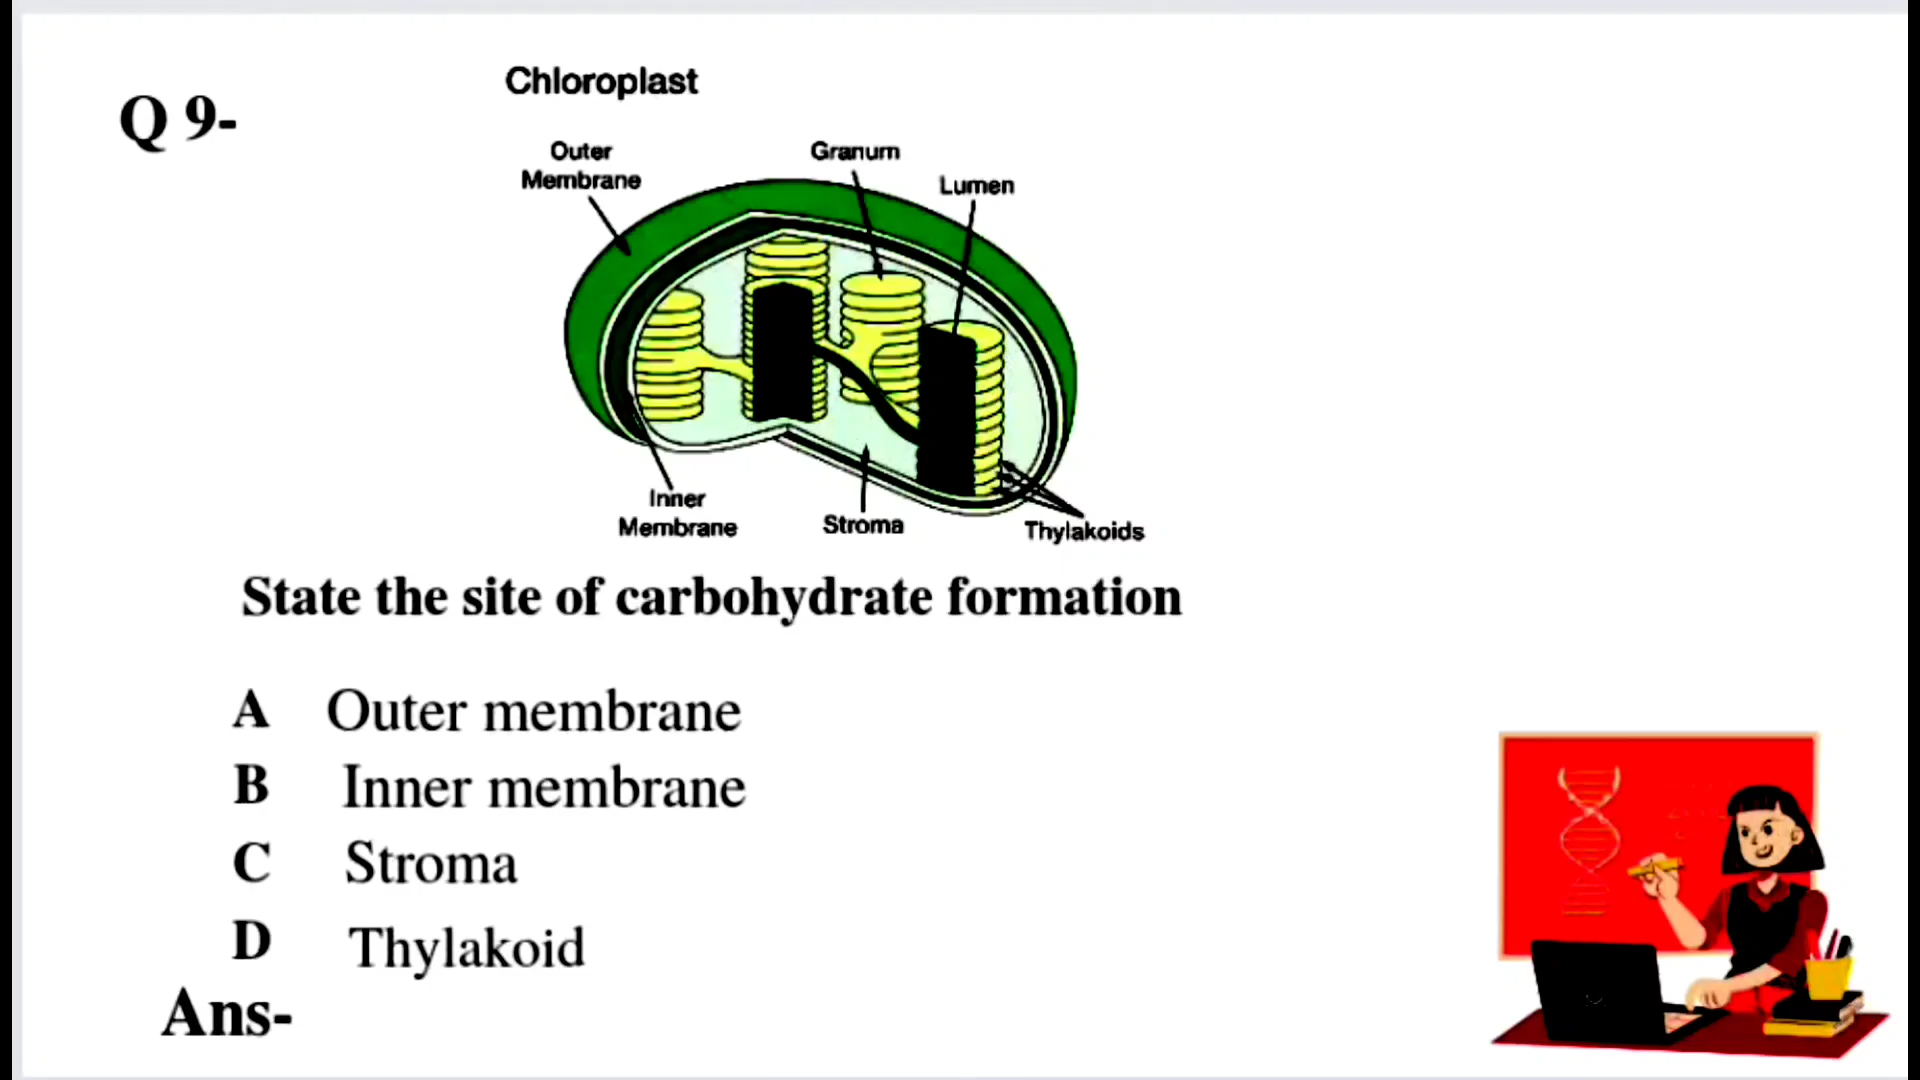 Chloroplast
Q 9-
Outer
Membrane
Granum
Lumen
Inner
Membrane
Stroma
Thylakoids
State the site of carbohydrate formation
A Outer membrane
B Inner membrane
C Stroma
D Thylakoid
Ans-